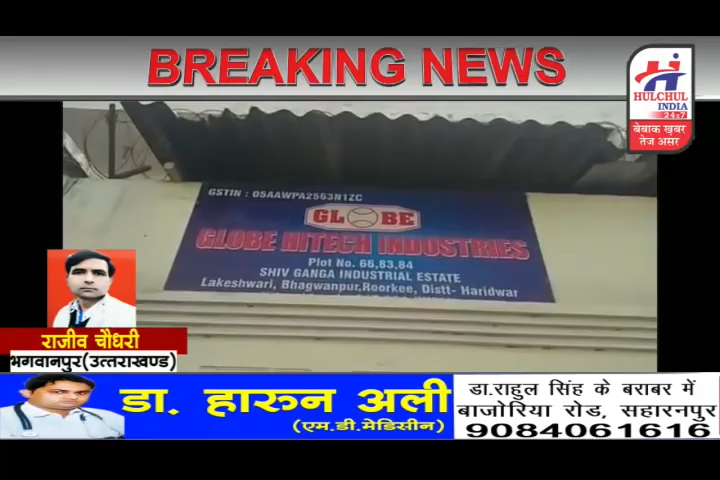 BREAKING NEWS
HULCHUL
INDIA
24x7
बेबाक ख़बर
तेज असर
GSTIN : 05AAWPA2563N1ZC
GLOBE
GLOBE HITECH INDUSTRIES
Plot No. 66,83,84
SHIV GANGA INDUSTRIAL ESTATE
Lakeshwari, Bhagwanpur,Roorkee, Distt- Haridwar
राजीव चौधरी
भगवानपुर(उत्तराखण्ड)
डा. हारुन अली
(एम.डी.मेडिसीन)
डा.राहुल सिंह के बराबर में
बाजोरिया रोड, सहारनपुर
9084061616